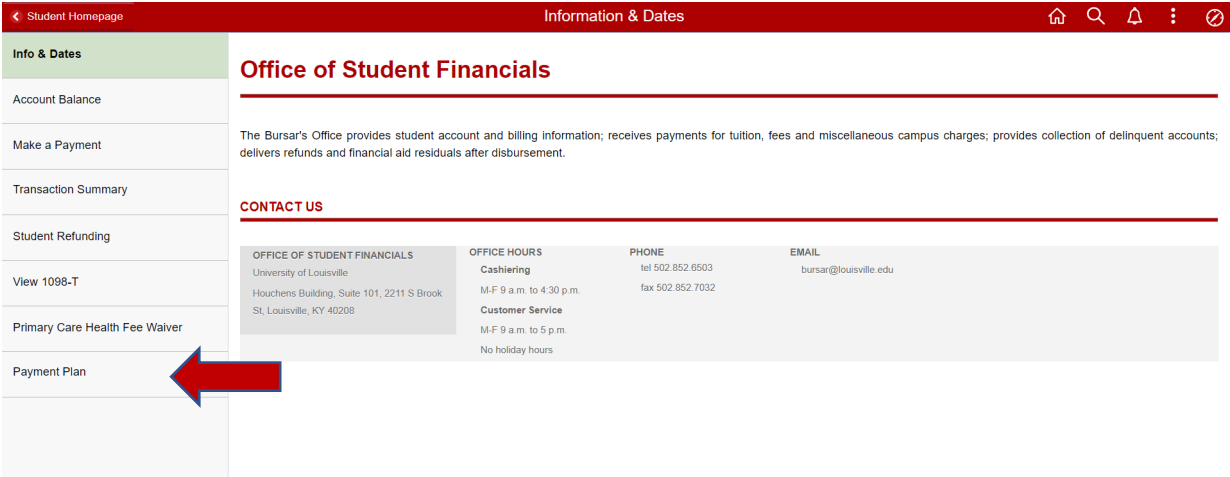 Student Homepage
Information & Dates
Info & Dates
Account Balance
Make a Payment
Transaction Summary
Student Refunding
View 1098-T
Primary Care Health Fee Waiver
Payment Plan
Office of Student Financials
The Bursar's Office provides student account and billing information; receives payments for tuition, fees and miscellaneous campus charges; provides collection of delinquent accounts;
delivers refunds and financial aid residuals after disbursement.
CONTACT US
OFFICE OF STUDENT FINANCIALS
University of Louisville
Houchens Building, Suite 101, 2211 S Brook
St, Louisville, KY 40208
OFFICE HOURS
Cashiering
M-F 9 a.m. to 4:30 p.m.
Customer Service
M-F 9 a.m. to 5 p.m.
No holiday hours
PHONE
tel 502.852.6503
fax 502.852.7032
EMAIL
bursar@louisville.edu